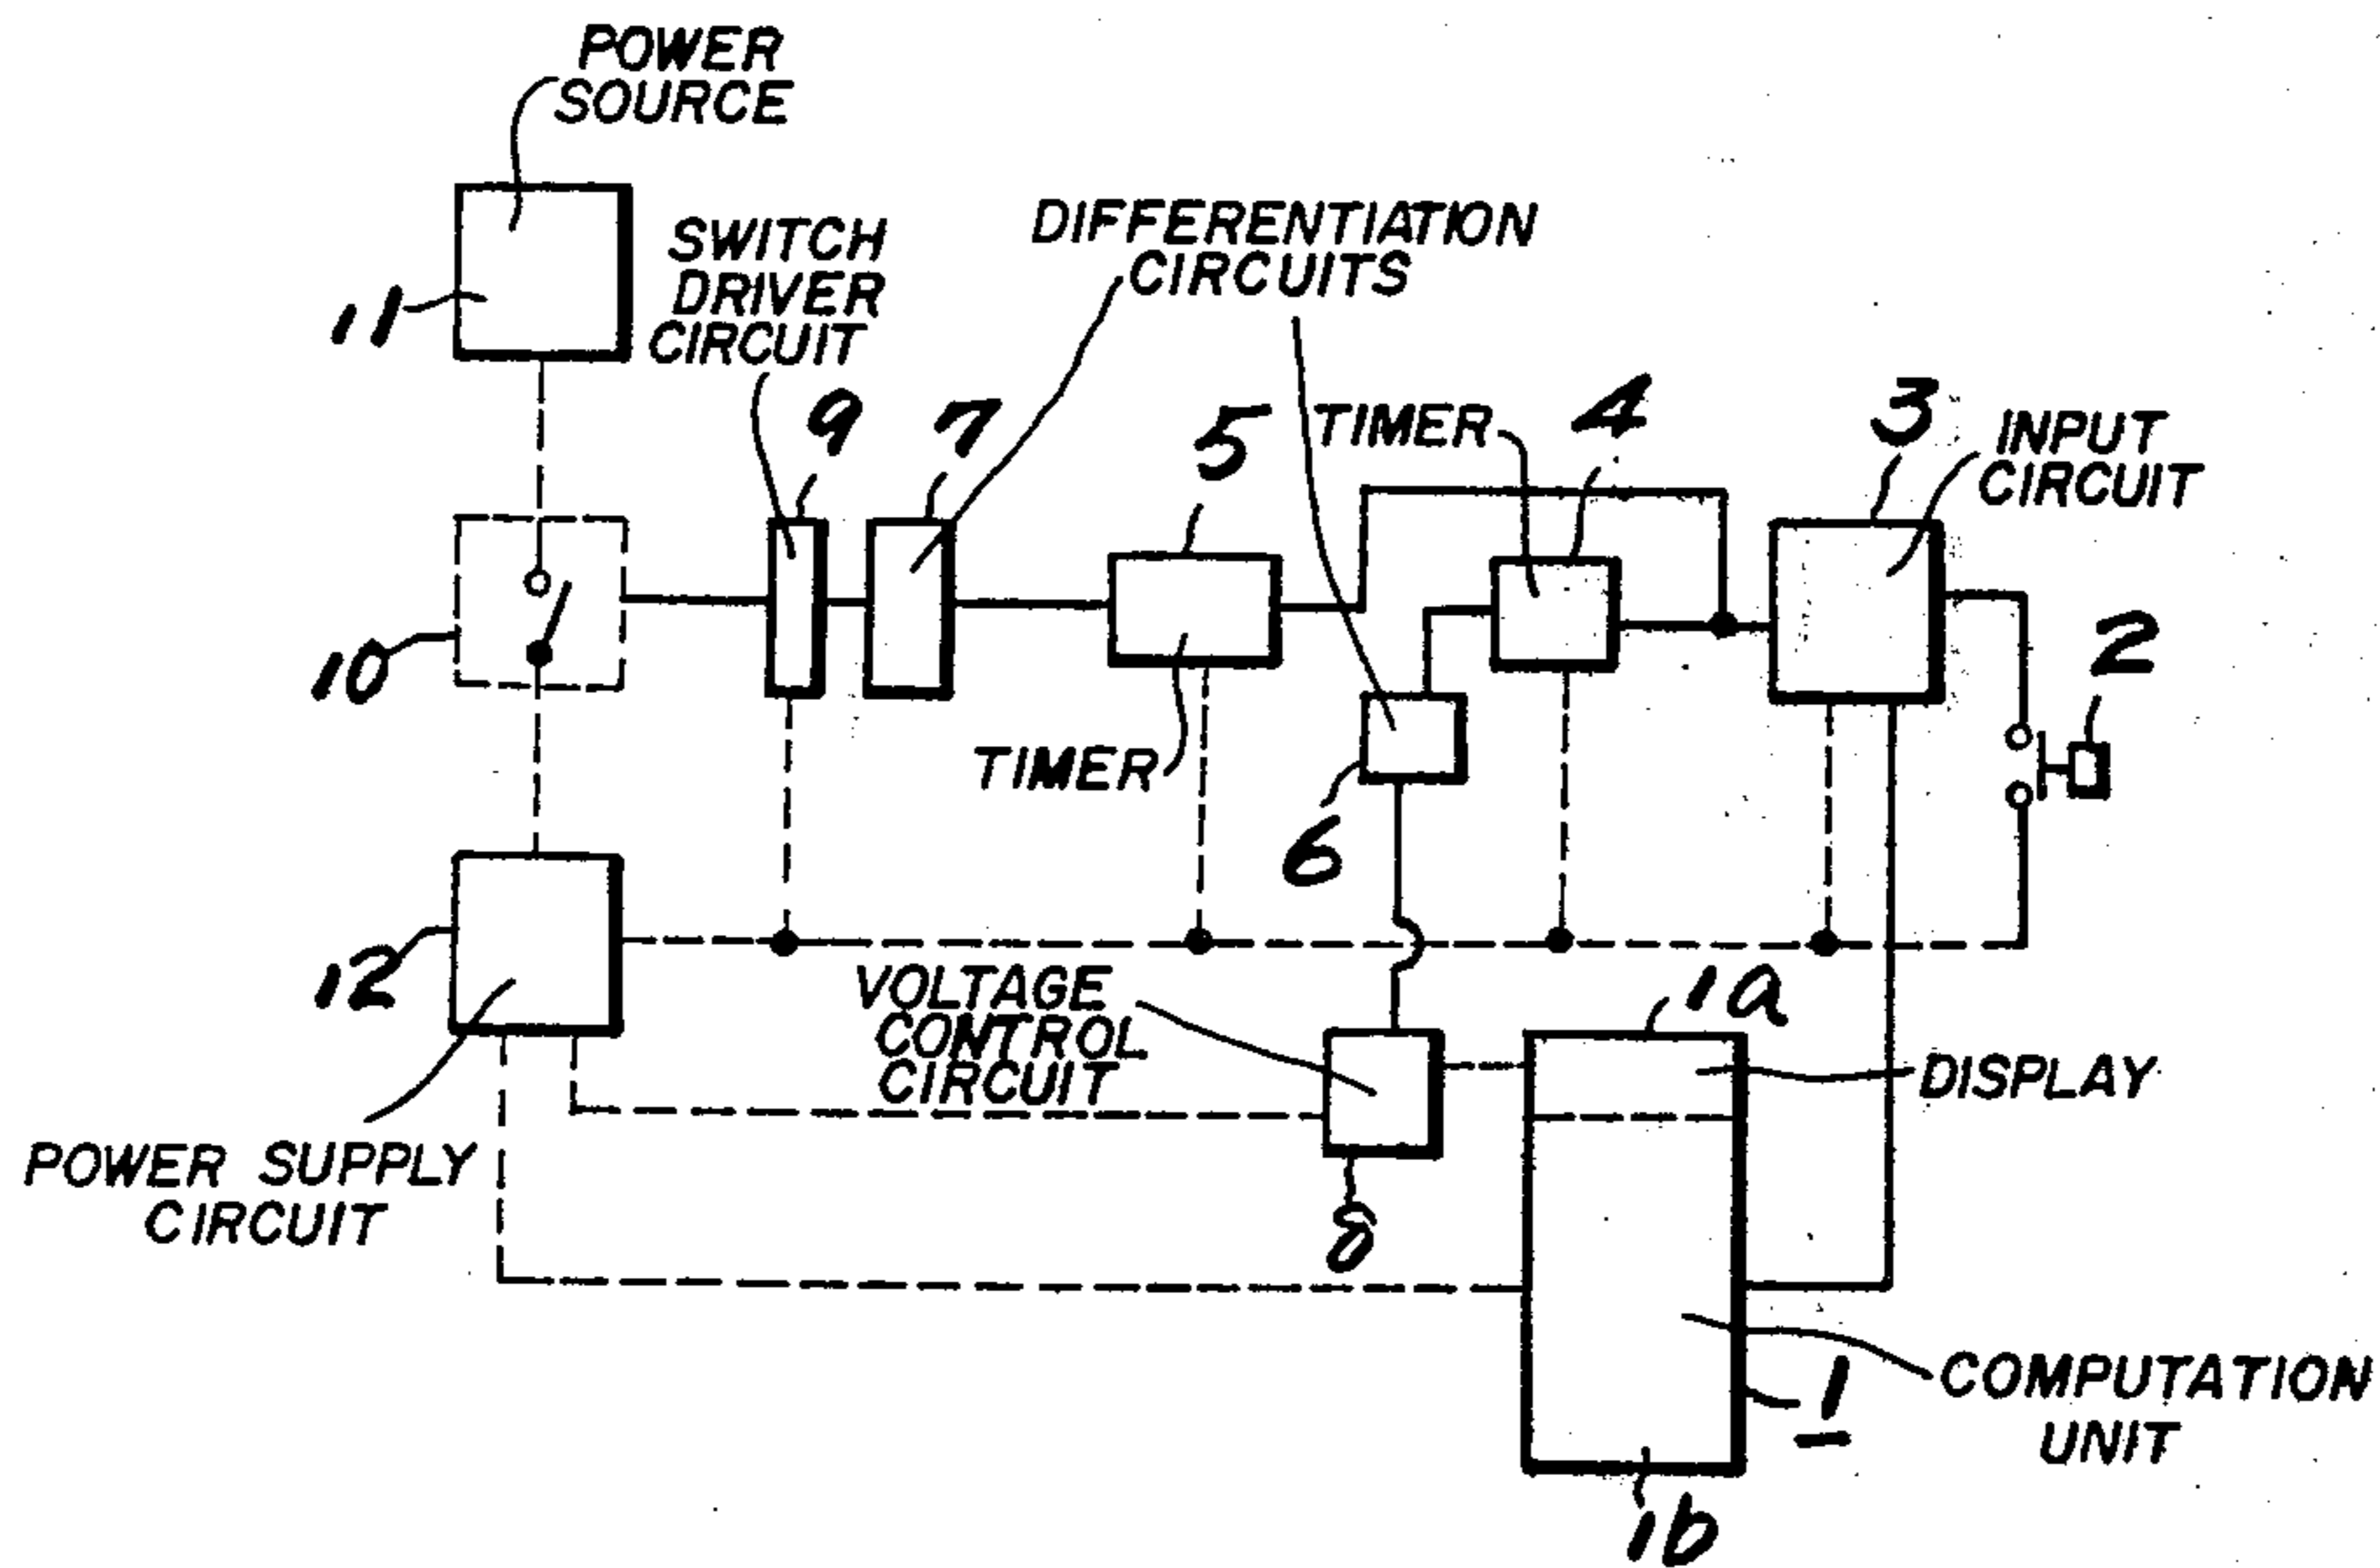 POWER
SOURCE
11
SWITCH
DRIVER
CIRCUIT
DIFFERENTIATION
CIRCUITS
9
7
5
TIMER
4
3
INPUT
CIRCUIT
10
2
TIMER
6
12
VOLTAGE
CONTROL
CIRCUIT
1a
DISPLAY
POWER SUPPLY
CIRCUIT
8
COMPUTATION
UNIT
1
1b